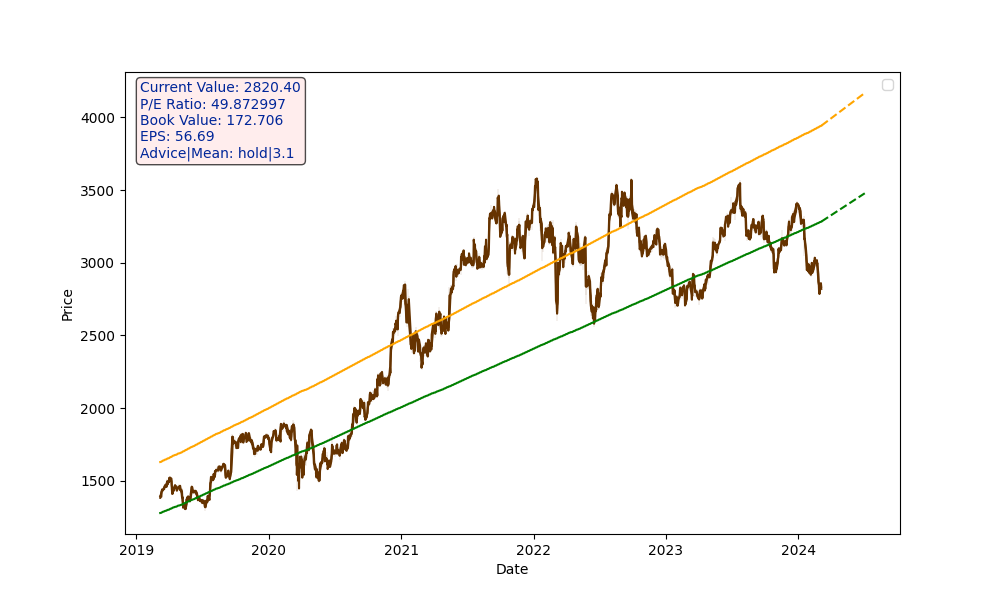 Current Value: 2820.40
P/E Ratio: 49.872997
Book Value: 172.706
EPS: 56.69
Advice|Mean: hold|3.1
4000
3500
3000
2500
2000
1500
Price
2019 2020 2021 2022 2023 2024
Date